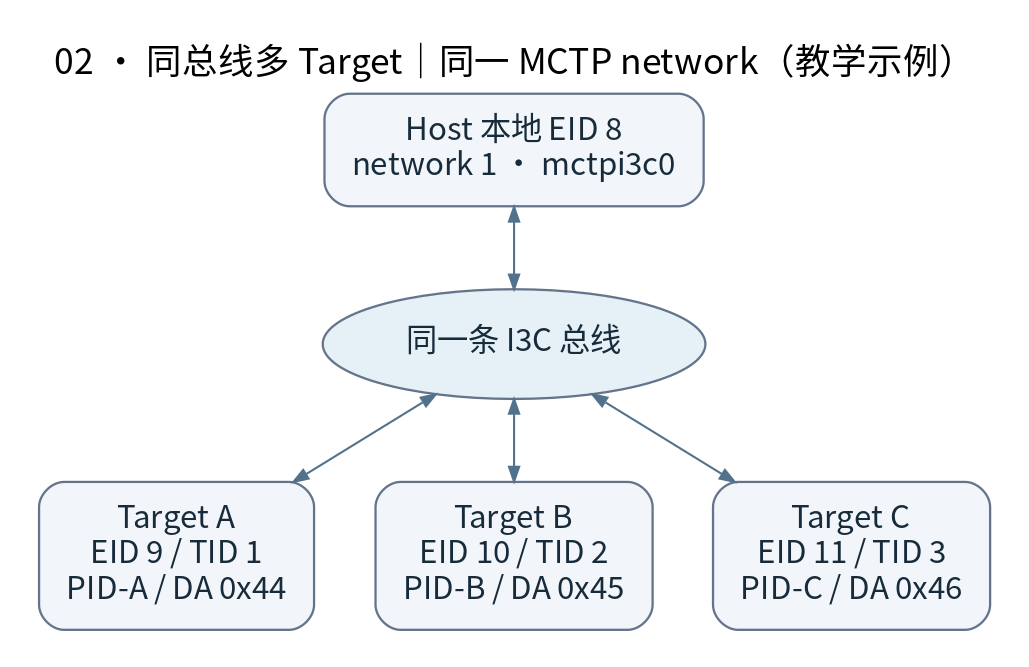 02 · 同总线多 Target｜同一 MCTP network（教学示例）
Host 本地 EID 8
network 1 · mctpi3c0
同一条 I3C 总线
Target A
EID 9 / TID 1
PID-A / DA 0x44
Target B
EID 10 / TID 2
PID-B / DA 0x45
Target C
EID 11 / TID 3
PID-C / DA 0x46